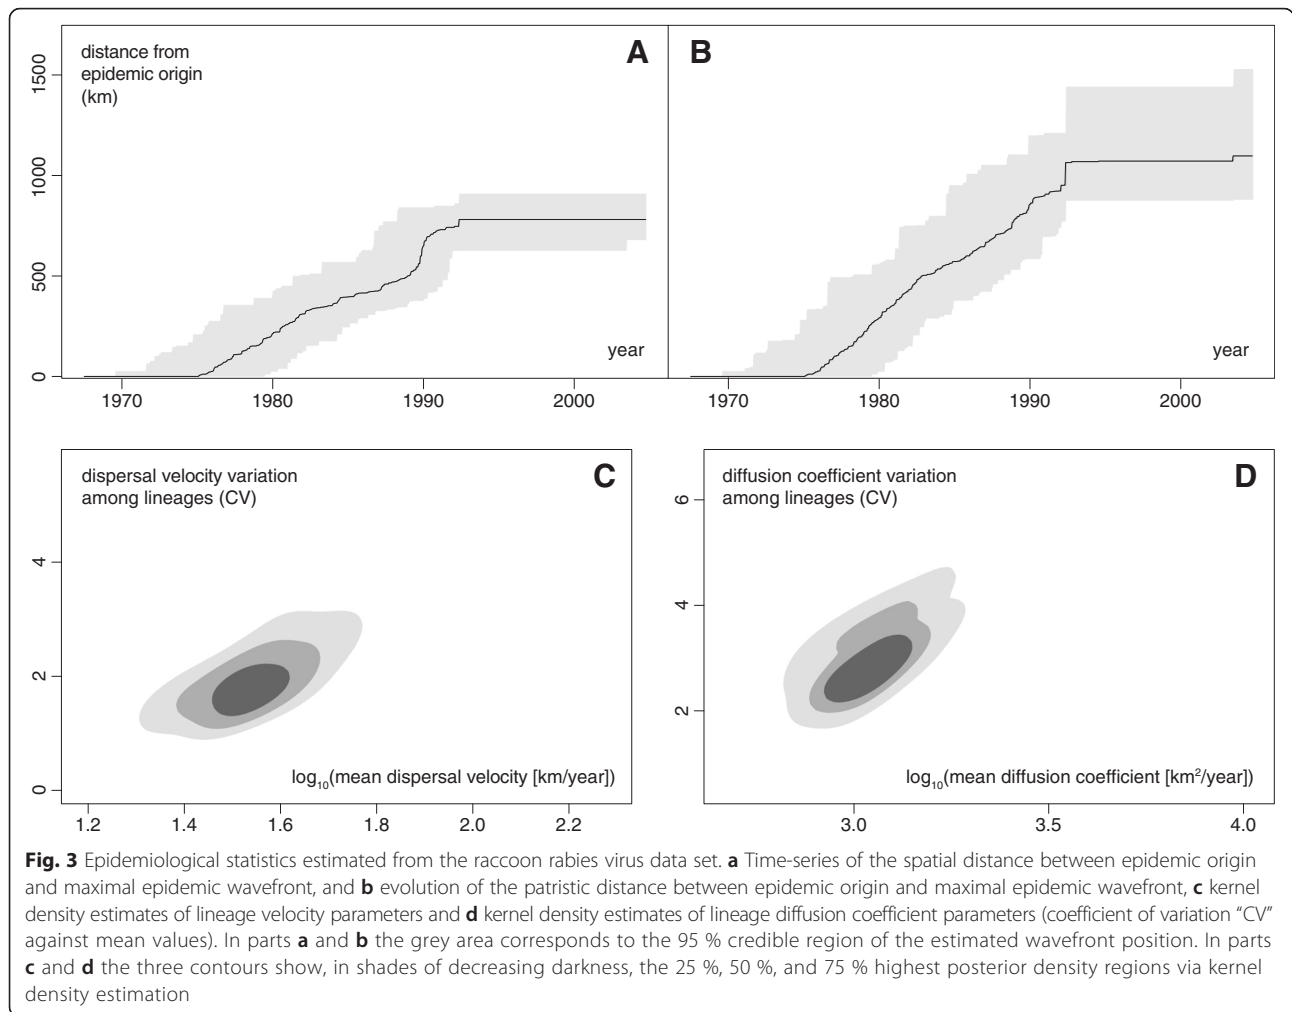 distance from
epidemic origin
(km)
A
1500
1000
500
0
year
1970
1980
1990
2000
B
year
1970
1980
1990
2000
dispersal velocity variation
among lineages (CV)
C
4
2
0
log10(mean dispersal velocity [km/year])
1.2
1.4
1.6
1.8
2.0
2.2
diffusion coefficient variation
among lineages (CV)
D
6
4
2
log10(mean diffusion coefficient [km²/year])
3.0
3.5
4.0
Fig. 3 Epidemiological statistics estimated from the raccoon rabies virus data set. a Time-series of the spatial distance between epidemic origin
and maximal epidemic wavefront, and b evolution of the patristic distance between epidemic origin and maximal epidemic wavefront, c kernel
density estimates of lineage velocity parameters and d kernel density estimates of lineage diffusion coefficient parameters (coefficient of variation “CV”
against mean values). In parts a and b the grey area corresponds to the 95 % credible region of the estimated wavefront position. In parts
c and d the three contours show, in shades of decreasing darkness, the 25 %, 50 %, and 75 % highest posterior density regions via kernel
density estimation